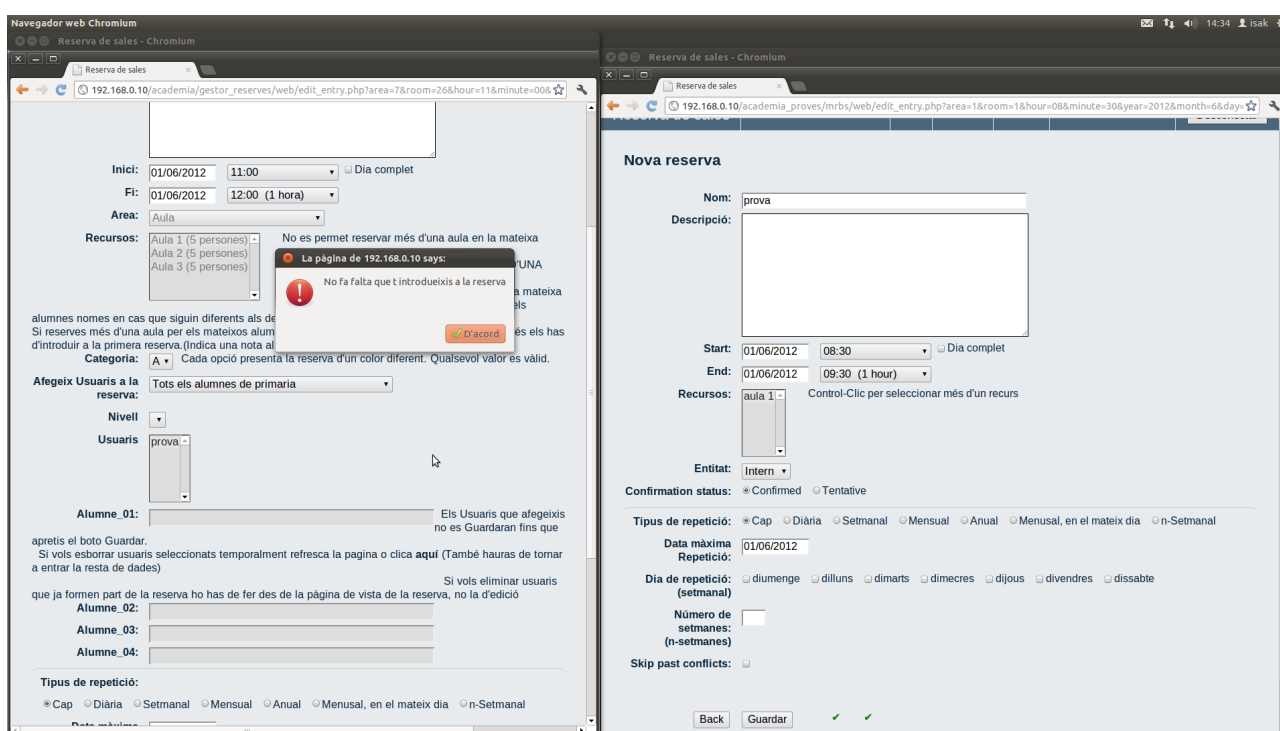 Navegador web Chromium
14:34 isak
Reserva de sales - Chromium
Reserva de sales
192.168.0.10/academia/gestor_reserves/web/edit_entry.php?area=7&room=26&hour=11&minute=00&
Inici: 01/06/2012 11:00 Dia complet
Fi: 01/06/2012 12:00 (1 hora)
Area: Aula
Recursos: Aula 1 (5 persones) No es permet reservar més d'una aula en la mateixa
Aula 2 (5 persones)
Aula 3 (5 persones) D'UNA
a mateixa
els
alumnes nomes en cas que siguin diferents als de
Si reserves més d'una aula per els mateixos alum és els has
d'introduir a la primera reserva.(Indica una nota al
La pàgina de 192.168.0.10 says:
No fa falta que t introdueixis a la reserva
D'acord
Categoria: A Cada opció presenta la reserva d'un color diferent. Qualsevol valor es vàlid.
Afegeix Usuaris a la reserva: Tots els alumnes de primaria
Nivell
Usuaris prova
Alumne_01: Els Usuaris que afegeixis
no es Guardaran fins que
apretis el boto Guardar.
Si vols esborrar usuaris seleccionats temporalment refresca la pagina o clica aquí (També hauras de tornar
a entrar la resta de dades)
Si vols eliminar usuaris
que ja formen part de la reserva ho has de fer des de la pàgina de vista de la reserva, no la d'edició
Alumne_02:
Alumne_03:
Alumne_04:
Tipus de repetició:
Cap Diària Setmanal Mensual Anual Menusal, en el mateix dia n-Setmanal
Data màxima
Reserva de sales - Chromium
Reserva de sales
192.168.0.10/academia_proves/mrbs/web/edit_entry.php?area=1&room=1&hour=08&minute=30&year=2012&month=6&day=
Reserva de sales Desconnectar
Nova reserva
Nom: prova
Descripció:
Start: 01/06/2012 08:30 Dia complet
End: 01/06/2012 09:30 (1 hour)
Recursos: aula 1 Control-Clic per seleccionar més d'un recurs
Entitat: Intern
Confirmation status: Confirmed Tentative
Tipus de repetició: Cap Diària Setmanal Mensual Anual Menusal, en el mateix dia n-Setmanal
Data màxima Repetició: 01/06/2012
Dia de repetició: diumenge dilluns dimarts dimecres dijous divendres dissabte
(setmanal)
Número de
setmanes:
(n-setmanes)
Skip past conflicts:
Back Guardar